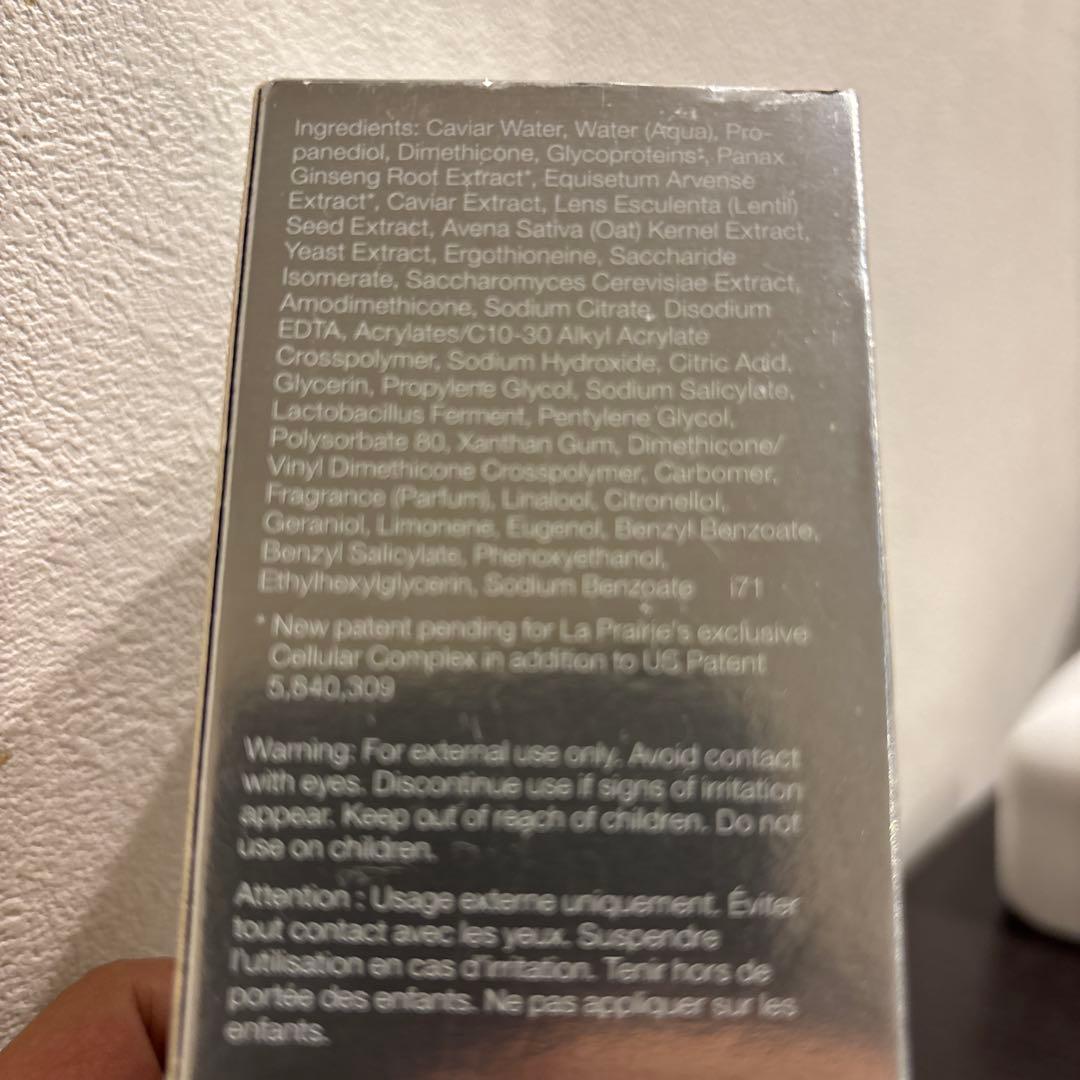 Ingredients: Caviar Water, Water (Aqua), Pro-
panediol, Dimethicone, Glycoproteins*, Panax
Ginseng Root Extract*, Equisetum Arvense
Extract*, Caviar Extract, Lens Esculenta (Lentil)
Seed Extract, Avena Sativa (Oat) Kernel Extract,
Yeast Extract, Ergothioneine, Saccharide
Isomerate, Saccharomyces Cerevisiae Extract,
Amodimethicone, Sodium Citrate, Disodium
EDTA, Acrylates/C10-30 Alkyl Acrylate
Crosspolymer, Sodium Hydroxide, Citric Acid,
Glycerin, Propylene Glycol, Sodium Salicylate,
Lactobacillus Ferment, Pentylene Glycol,
Polysorbate 80, Xanthan Gum, Dimethicone/
Vinyl Dimethicone Crosspolymer, Carbomer,
Fragrance (Parfum), Linalool, Citronellol,
Geraniol, Limonene, Eugenol, Benzyl Benzoate,
Benzyl Salicylate, Phenoxyethanol,
Ethylhexylglycerin, Sodium Benzoate i71
* New patent pending for La Prairie's exclusive
Cellular Complex in addition to US Patent
5,640,309
Warning: For external use only. Avoid contact
with eyes. Discontinue use if signs of irritation
appear. Keep out of reach of children. Do not
use on children.
Attention : Usage externe uniquement. Éviter
tout contact avec les yeux. Suspendre
l'utilisation en cas d'irritation. Tenir hors de
portée des enfants. Ne pas appliquer sur les
enfants.